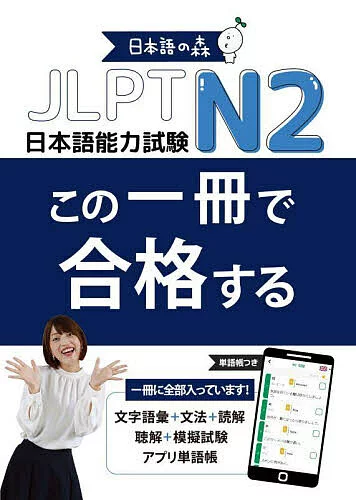 日本語の森
JLPT N2
日本語能力試験
この一冊で
合格する
単語帳つき
一冊に全部入っています！
文字語彙+文法+読解
聴解+模擬試験
アプリ単語帳